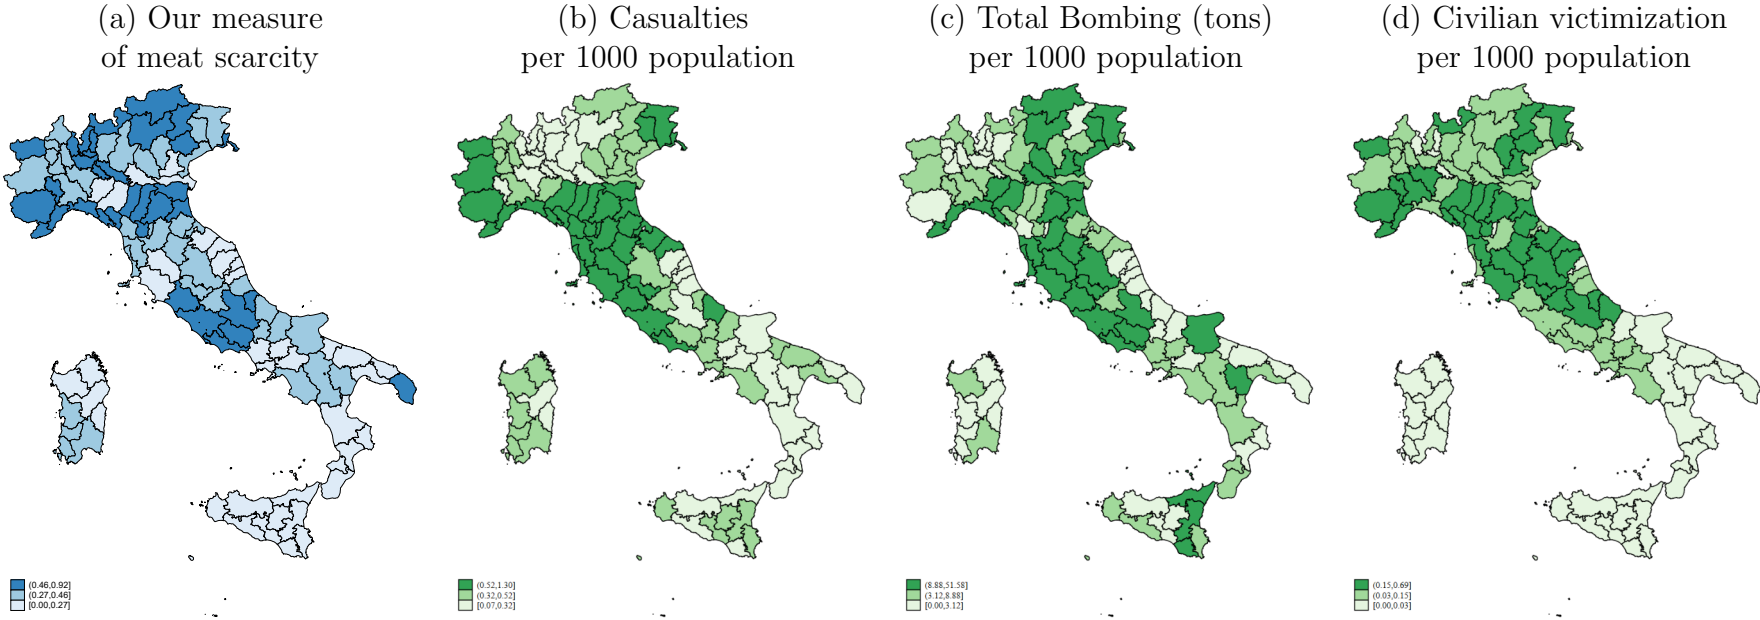 (a) Our measure
of meat scarcity
(b) Casualties
per 1000 population
(c) Total Bombing (tons)
per 1000 population
(d) Civilian victimization
per 1000 population
(0.46,0.92]
(0.27,0.46]
[0.00,0.27]
(0.52,1.30]
(0.32,0.52]
[0.07,0.32]
(8.88,51.58]
(3.12,8.88]
[0.00,3.12]
(0.15,0.69]
(0.03,0.15]
[0.00,0.03]